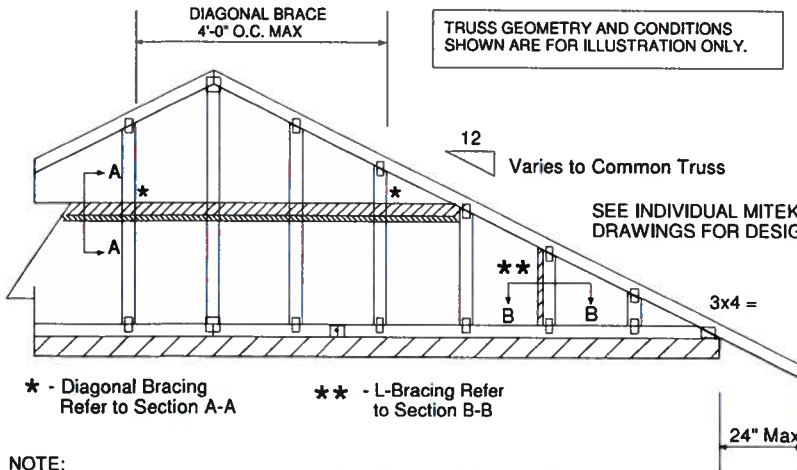 DIAGONAL BRACE
4'-0" O.C. MAX
TRUSS GEOMETRY AND CONDITIONS
SHOWN ARE FOR ILLUSTRATION ONLY.
12
Varies to Common Truss
A
*
*
A
SEE INDIVIDUAL MITEK
DRAWINGS FOR DESIG
**
B
B
3x4 =
* - Diagonal Bracing
Refer to Section A-A
** - L-Bracing Refer
to Section B-B
24" Max
NOTE: